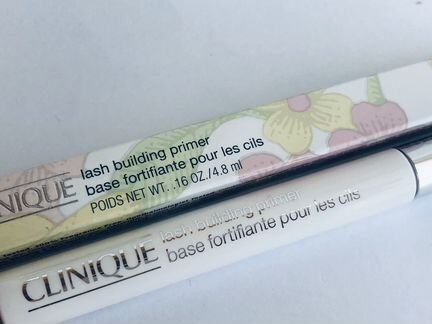 NIQUE
lash building primer
base fortifiante pour les cils
POIDS NET WT. .16 OZ./4.8 ml
CLINIQUE
lash building primer
base fortifiante pour les cils